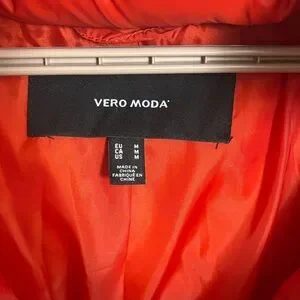 VERO MODA
EU M
CA M
US M
MADE IN
CHINA
FABRIQUÉ EN
CHINE